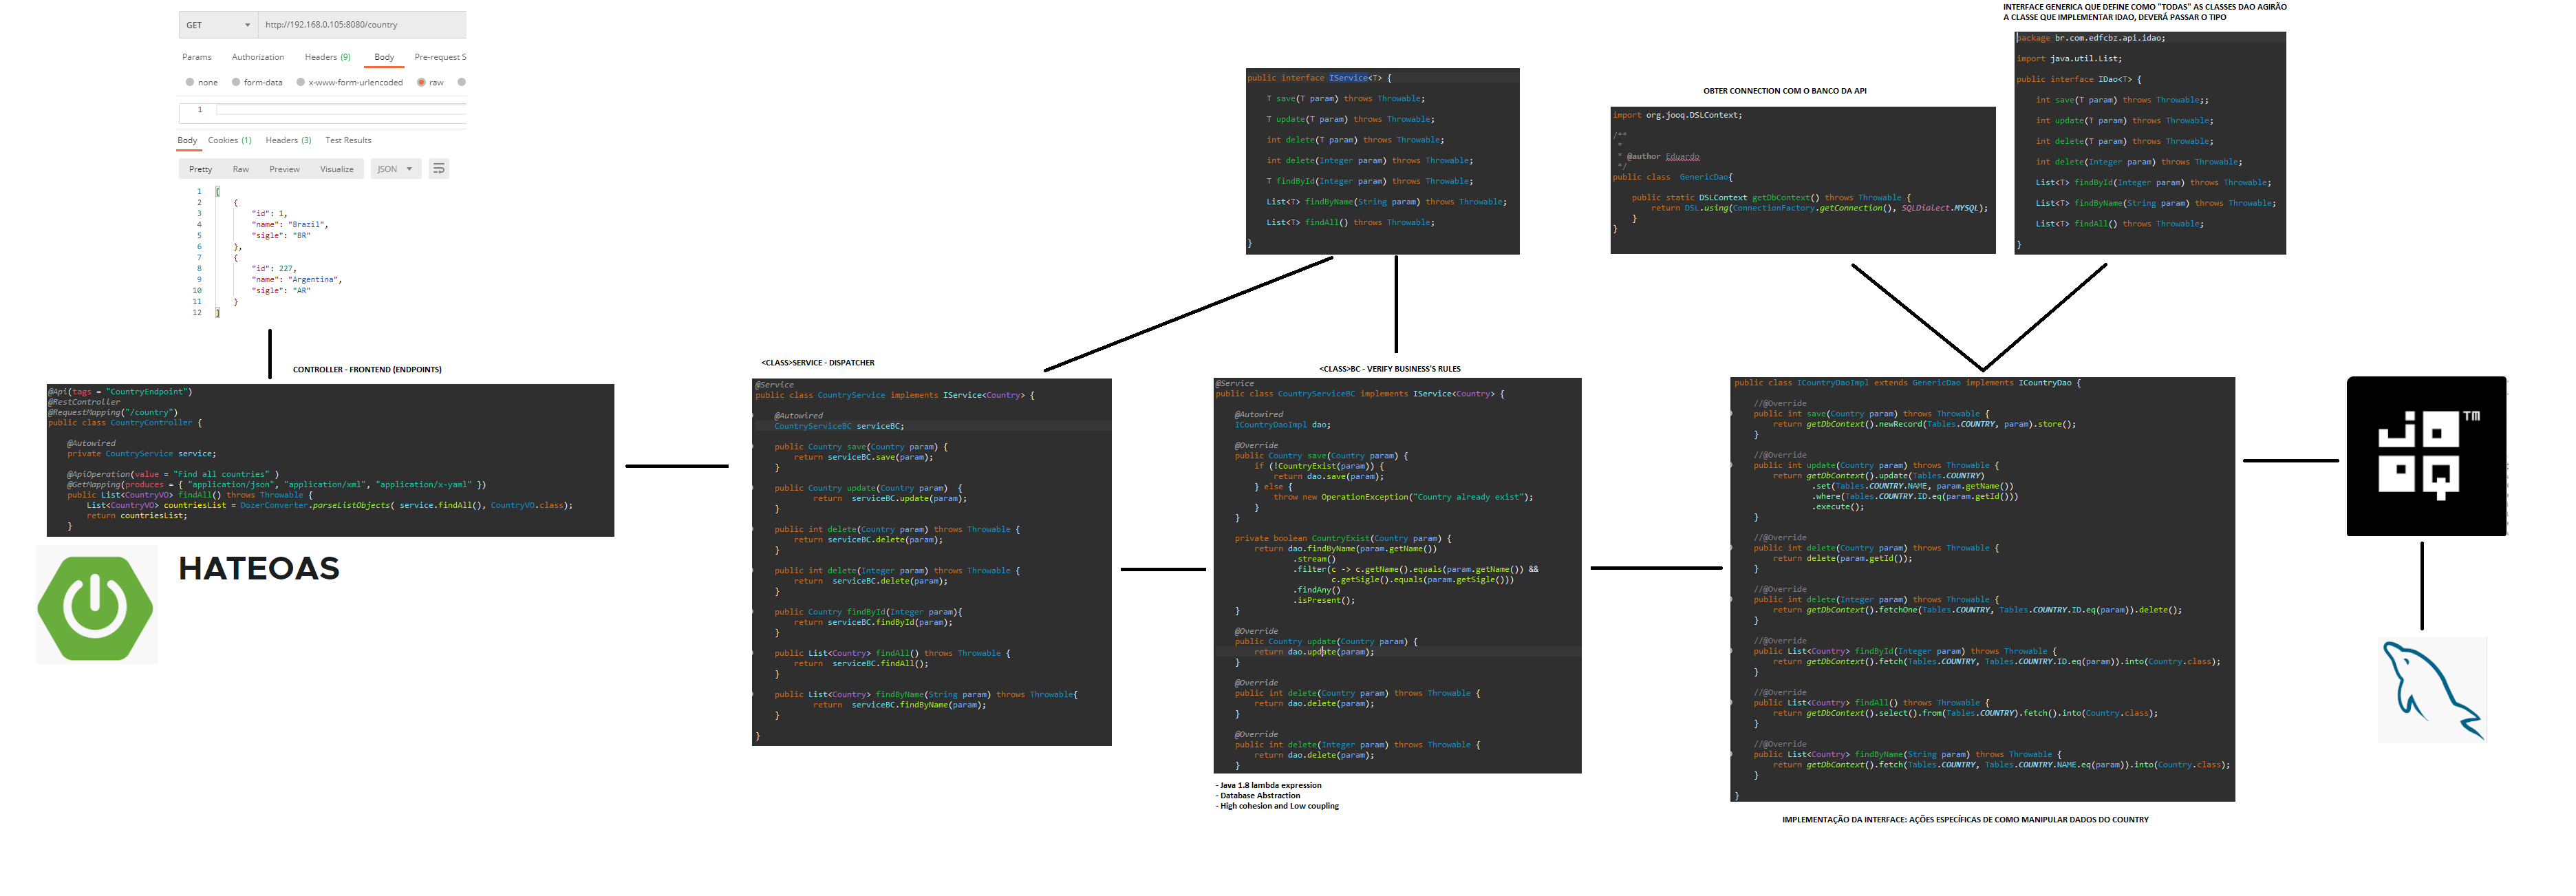 GET
http://192.168.0.105:8080/country
Params Authorization Headers (9) Body Pre-request S
none form-data x-www-form-urlencoded raw
1
Body Cookies (1) Headers (3) Test Results
Pretty Raw Preview Visualize JSON
1 [
2 {
3 "id": 1,
4 "name": "Brazil",
5 "sigle": "BR"
6 },
7 {
8 "id": 227,
9 "name": "Argentina",
10 "sigle": "AR"
11 }
12 ]
CONTROLLER - FRONTEND (ENDPOINTS)
@Api(tags = "CountryEndpoint")
@RestController
@RequestMapping("/country")
public class CountryController {
@Autowired
private CountryService service;
@ApiOperation(value = "Find all countries" )
@GetMapping(produces = { "application/json", "application/xml", "application/x-yaml" })
public List<CountryVO> findAll() throws Throwable {
List<CountryVO> countriesList = DozerConverter.parseListObjects( service.findAll(), CountryVO.class);
return countriesList;
}
HATEOAS
<CLASS>SERVICE - DISPATCHER
@Service
public class CountryService implements IService<Country> {
@Autowired
CountryServiceBC serviceBC;
public Country save(Country param) {
return serviceBC.save(param);
}
public Country update(Country param) {
return serviceBC.update(param);
}
public int delete(Country param) throws Throwable {
return serviceBC.delete(param);
}
public int delete(Integer param) throws Throwable {
return serviceBC.delete(param);
}
public Country findById(Integer param){
return serviceBC.findById(param);
}
public List<Country> findAll() throws Throwable {
return serviceBC.findAll();
}
public List<Country> findByName(String param) throws Throwable{
return serviceBC.findByName(param);
}
}
public interface IService<T> {
T save(T param) throws Throwable;
T update(T param) throws Throwable;
int delete(T param) throws Throwable;
int delete(Integer param) throws Throwable;
T findById(Integer param) throws Throwable;
List<T> findByName(String param) throws Throwable;
List<T> findAll() throws Throwable;
}
<CLASS>BC - VERIFY BUSINESS'S RULES
@Service
public class CountryServiceBC implements IService<Country> {
@Autowired
ICountryDaoImpl dao;
@Override
public Country save(Country param) {
if (!CountryExist(param)) {
return dao.save(param);
} else {
throw new OperationException("Country already exist");
}
}
private boolean CountryExist(Country param) {
return dao.findByName(param.getName())
.stream()
.filter(c -> c.getName().equals(param.getName()) &&
c.getSigle().equals(param.getSigle()))
.findAny()
.isPresent();
}
@Override
public Country update(Country param) {
return dao.update(param);
}
@Override
public int delete(Country param) throws Throwable {
return dao.delete(param);
}
@Override
public int delete(Integer param) throws Throwable {
return dao.delete(param);
}
- Java 1.8 lambda expression
- Database Abstraction
- High cohesion and Low coupling
OBTER CONNECTION COM O BANCO DA API
import org.jooq.DSLContext;
/**
*
* @author Eduardo
*/
public class GenericDao{
public static DSLContext getDbContext() throws Throwable {
return DSL.using(ConnectionFactory.getConnection(), SQLDialect.MYSQL);
}
}
INTERFACE GENERICA QUE DEFINE COMO "TODAS" AS CLASSES DAO AGIRÃO
A CLASSE QUE IMPLEMENTAR IDAO, DEVERÁ PASSAR O TIPO
package br.com.edfcbz.api.idao;
import java.util.List;
public interface IDao<T> {
int save(T param) throws Throwable;;
int update(T param) throws Throwable;
int delete(T param) throws Throwable;
int delete(Integer param) throws Throwable;
List<T> findById(Integer param) throws Throwable;
List<T> findByName(String param) throws Throwable;
List<T> findAll() throws Throwable;
}
public class ICountryDaoImpl extends GenericDao implements ICountryDao {
//@Override
public int save(Country param) throws Throwable {
return getDbContext().newRecord(Tables.COUNTRY, param).store();
}
//@Override
public int update(Country param) throws Throwable {
return getDbContext().update(Tables.COUNTRY)
.set(Tables.COUNTRY.NAME, param.getName())
.where(Tables.COUNTRY.ID.eq(param.getId()))
.execute();
}
//@Override
public int delete(Country param) throws Throwable {
return delete(param.getId());
}
//@Override
public int delete(Integer param) throws Throwable {
return getDbContext().fetchOne(Tables.COUNTRY, Tables.COUNTRY.ID.eq(param)).delete();
}
//@Override
public List<Country> findById(Integer param) throws Throwable {
return getDbContext().fetch(Tables.COUNTRY, Tables.COUNTRY.ID.eq(param)).into(Country.class);
}
//@Override
public List<Country> findAll() throws Throwable {
return getDbContext().select().from(Tables.COUNTRY).fetch().into(Country.class);
}
//@Override
public List<Country> findByName(String param) throws Throwable {
return getDbContext().fetch(Tables.COUNTRY, Tables.COUNTRY.NAME.eq(param)).into(Country.class);
}
}
IMPLEMENTAÇÃO DA INTERFACE: AÇÕES ESPECÍFICAS DE COMO MANIPULAR DADOS DO COUNTRY
JOOQ™